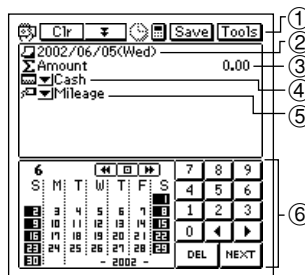 Clr Save Tools ①
2002/06/05(Wed) ②
Amount 0.00 ③
Cash ④
Mileage ⑤
6 7 8 9
S M T W T F S 4 5 6
1 1 2 3
2 3 4 5 6 7 8 0
9 10 11 12 13 14 15
16 17 18 19 20 21 22
23 24 25 26 27 28 29 DEL NEXT
30 - 2002 -
⑥